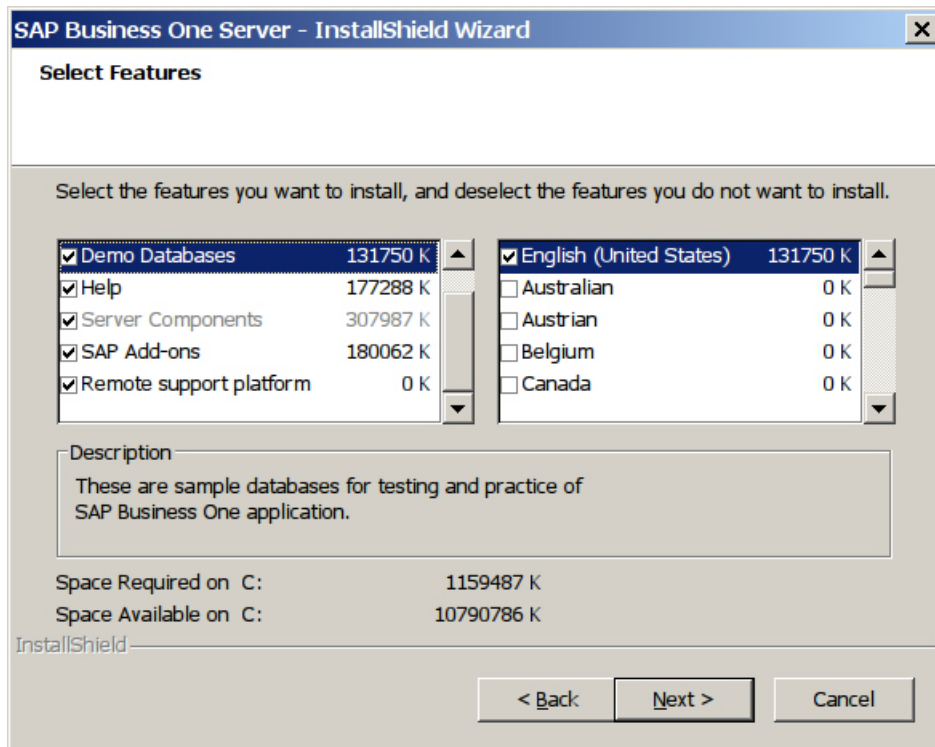 SAP Business One Server - InstallShield Wizard
Select Features
Select the features you want to install, and deselect the features you do not want to install.
Demo Databases 131750 K
Help 177288 K
Server Components 307987 K
SAP Add-ons 180062 K
Remote support platform 0 K
English (United States) 131750 K
Australian 0 K
Austrian 0 K
Belgium 0 K
Canada 0 K
Description
These are sample databases for testing and practice of
SAP Business One application.
Space Required on C: 1159487 K
Space Available on C: 10790786 K
InstallShield
< Back Next > Cancel